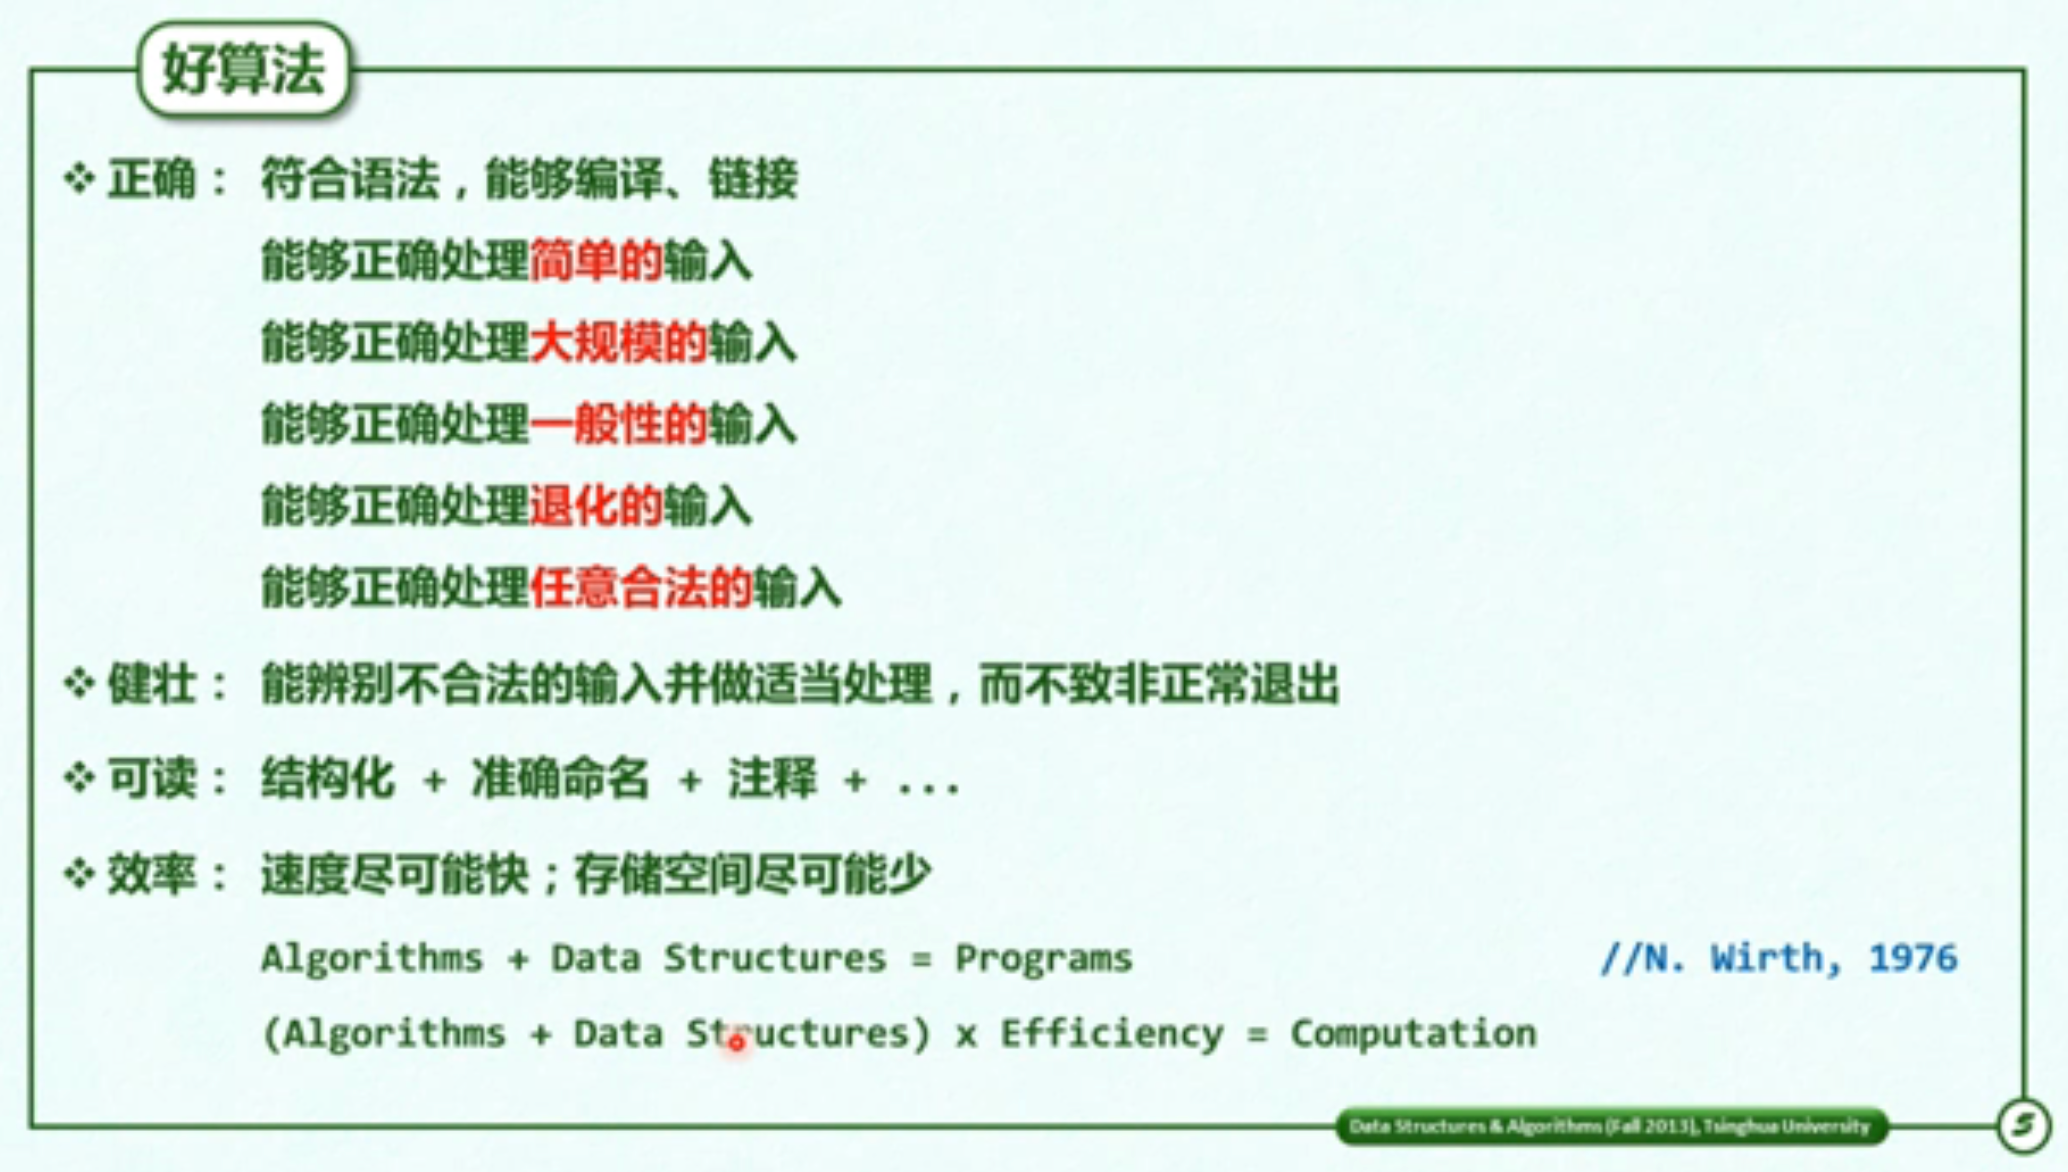 好算法
❖ 正确： 符合语法，能够编译、链接
能够正确处理简单的输入
能够正确处理大规模的输入
能够正确处理一般性的输入
能够正确处理退化的输入
能够正确处理任意合法的输入
❖ 健壮： 能辨别不合法的输入并做适当处理，而不致非正常退出
❖ 可读： 结构化 + 准确命名 + 注释 + ...
❖ 效率： 速度尽可能快；存储空间尽可能少
Algorithms + Data Structures = Programs //N. Wirth, 1976
(Algorithms + Data Structures) x Efficiency = Computation
Data Structures & Algorithms (Fall 2013), Tsinghua University
5